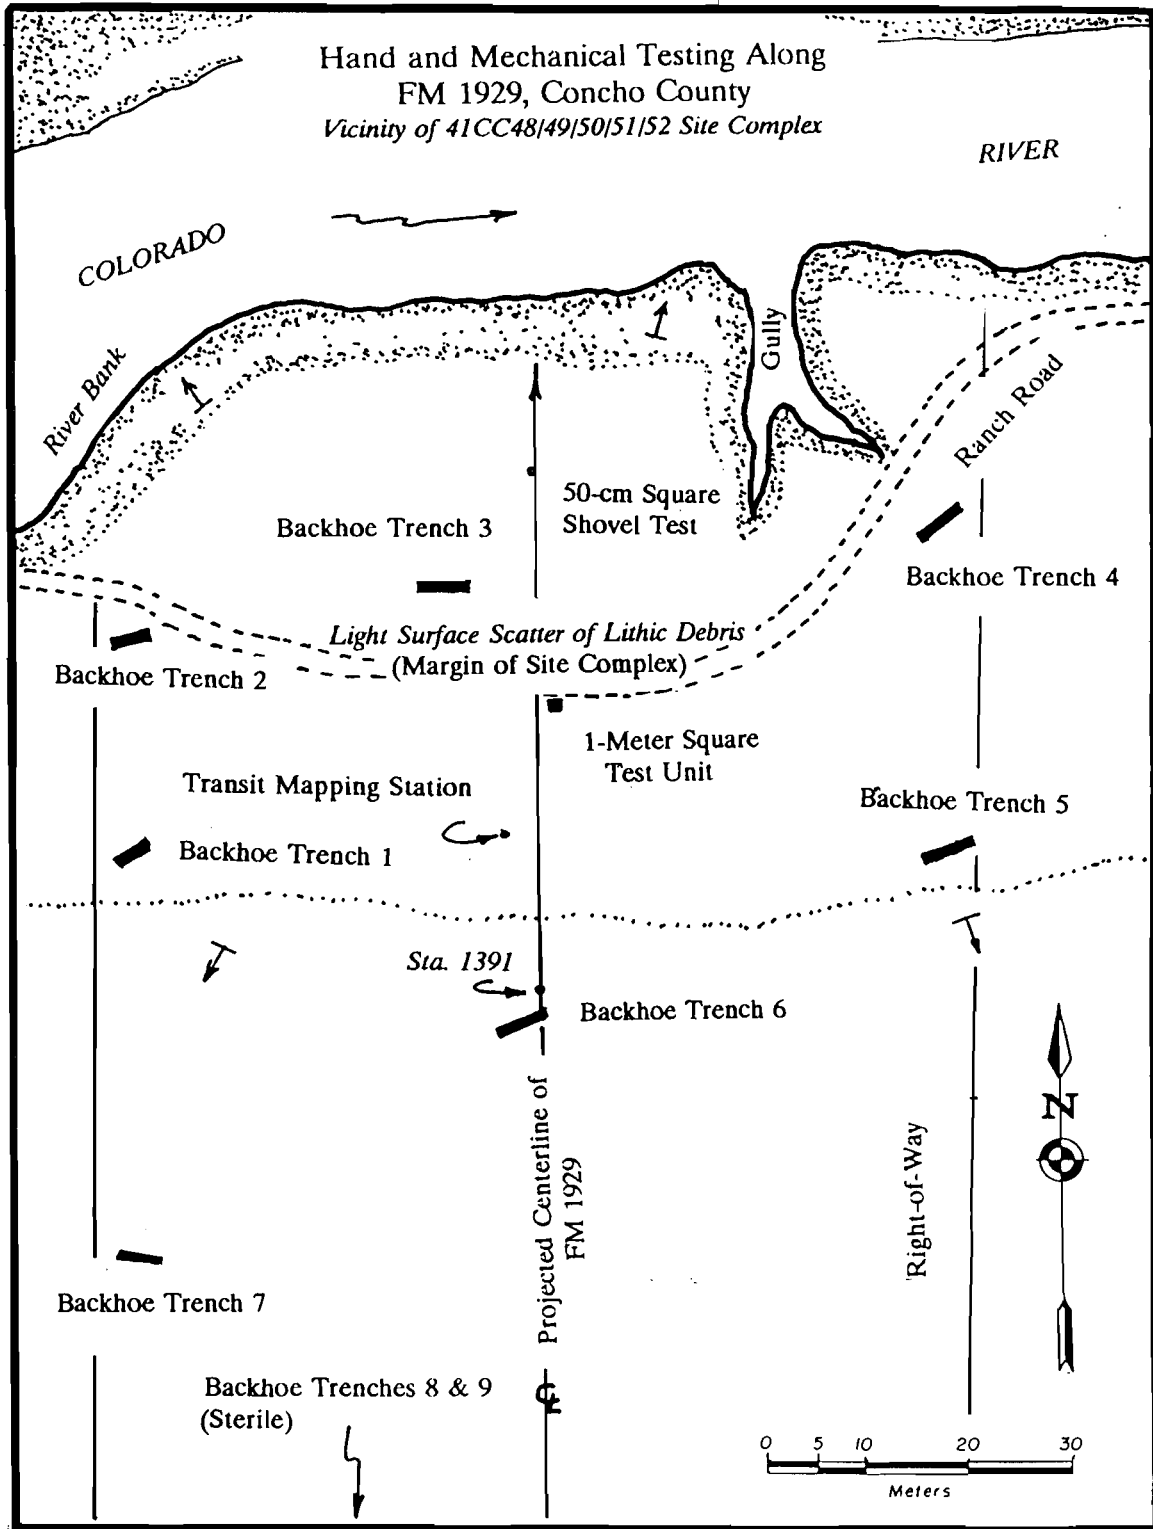 Hand and Mechanical Testing Along
FM 1929, Concho County
Vicinity of 41CC48/49/50/51/52 Site Complex
RIVER
COLORADO
River Bank
Gully
Ranch Road
50-cm Square
Shovel Test
Backhoe Trench 3
Backhoe Trench 4
Light Surface Scatter of Lithic Debris
(Margin of Site Complex)
Backhoe Trench 2
1-Meter Square
Test Unit
Transit Mapping Station
Backhoe Trench 5
Backhoe Trench 1
Sta. 1391
Backhoe Trench 6
N
Projected Centerline of
FM 1929
Right-of-Way
Backhoe Trench 7
Backhoe Trenches 8 & 9
(Sterile)
℄
0 5 10 20 30
Meters